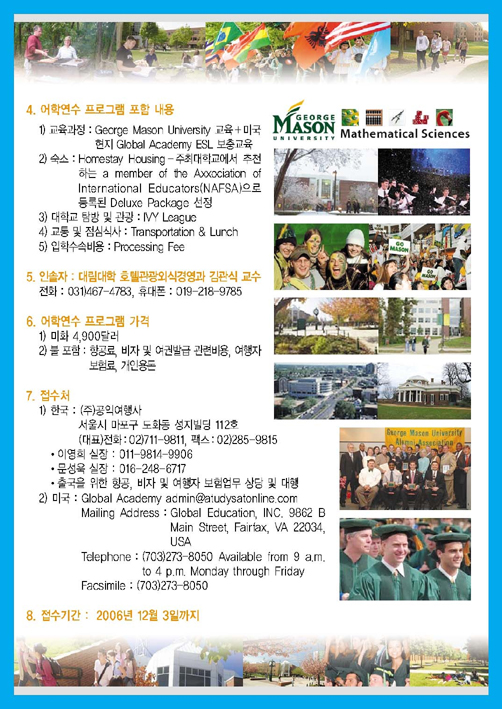 GEORGE
MASON
UNIVERSITY
Mathematical Sciences
4. 어학연수 프로그램 포함 내용
1) 교육과정 : George Mason University 교육 + 미국
현지 Global Academy ESL 보충교육
2) 숙소 : Homestay Housing - 주최대학교에서 추천
하는 a member of the Axxociation of
International Educators(NAFSA)으로
등록된 Deluxe Package 선정
3) 대학교 탐방 및 관광 : IVY League
4) 교통 및 점심식사 : Transportation & Lunch
5) 입학수속비용 : Processing Fee
5. 인솔자 : 대림대학 호텔관광외식경영과 김관식 교수
전화 : 031)467-4783, 휴대폰 : 019-218-9785
6. 어학연수 프로그램 가격
1) 미화 4,900달러
2) 불 포함 : 항공료, 비자 및 여권발급 관련비용, 여행자
보험료, 개인용돈
7. 접수처
1) 한국 : (주)공익여행사
서울시 마포구 도화동 성지빌딩 112호
(대표)전화 : 02)711-9811, 팩스 : 02)285-9815
• 이영희 실장 : 011-9814-9906
• 문성욱 실장 : 016-248-6717
• 출국을 위한 항공, 비자 및 여행자 보험업무 상담 및 대행
2) 미국 : Global Academy admin@studysatonline.com
Mailing Address : Global Education, INC. 9862 B
Main Street, Fairfax, VA 22034,
USA
Telephone : (703)273-8050 Available from 9 a.m.
to 4 p.m. Monday through Friday
Facsimile : (703)273-8050
8. 접수기간 : 2006년 12월 3일까지
GO
MASON
George Mason University
Alumni Association